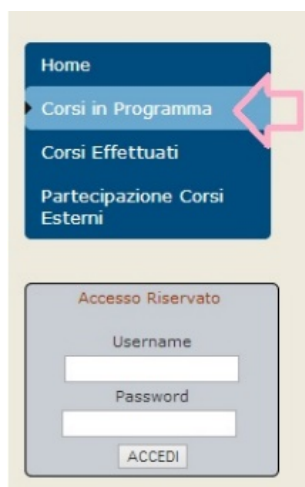 Home
Corsi in Programma
Corsi Effettuati
Partecipazione Corsi
Esterni
Accesso Riservato
Username
Password
ACCEDI